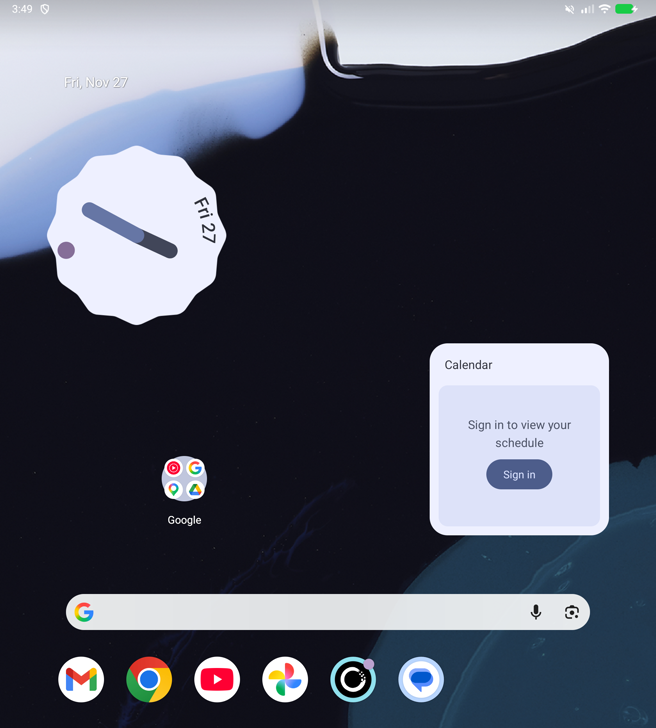 3:49
Fri, Nov 27
Fri 27
Calendar
Sign in to view your
schedule
Sign in
Google